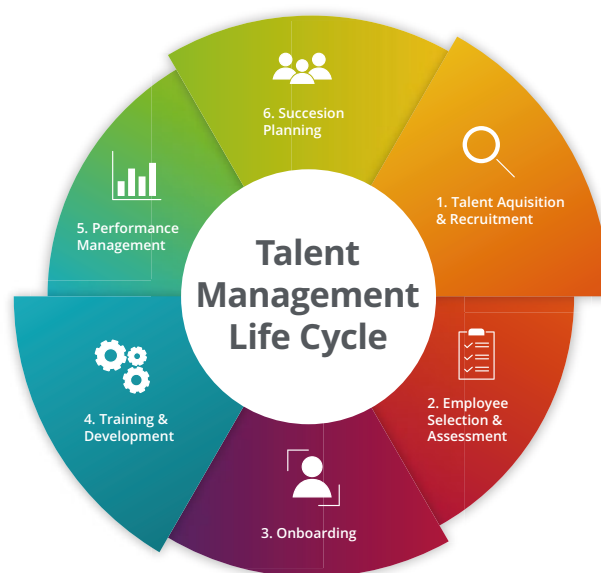 Talent
Management
Life Cycle
1. Talent Aquisition
& Recruitment
2. Employee
Selection &
Assessment
3. Onboarding
4. Training &
Development
5. Performance
Management
6. Succesion
Planning